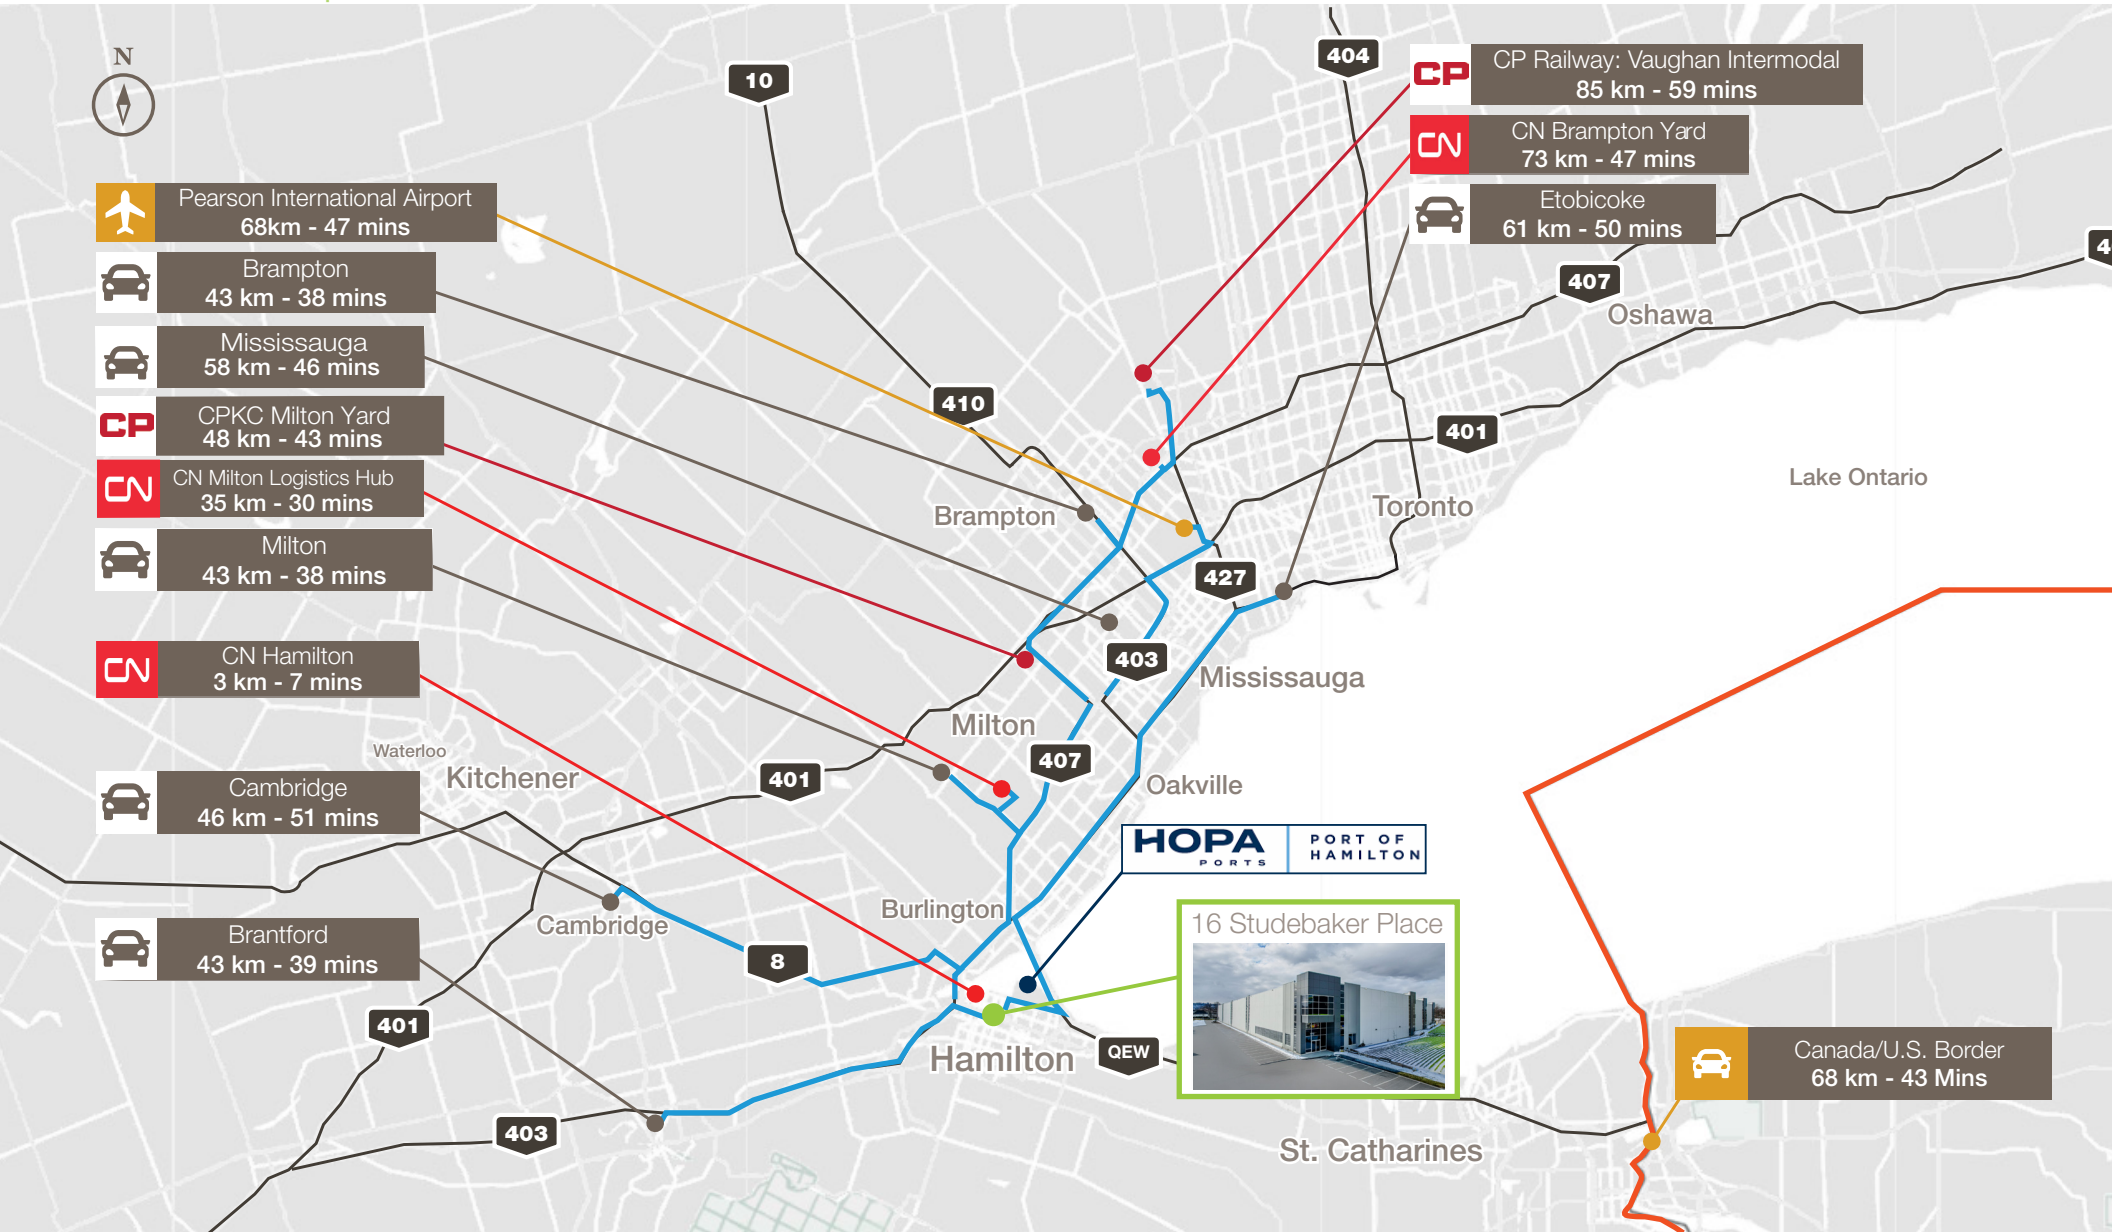 N
10
404
CP
CP Railway: Vaughan Intermodal
85 km - 59 mins
CN
CN Brampton Yard
73 km - 47 mins
Etobicoke
61 km - 50 mins
Pearson International Airport
68km - 47 mins
Brampton
43 km - 38 mins
Mississauga
58 km - 46 mins
CP
CPKC Milton Yard
48 km - 43 mins
CN
CN Milton Logistics Hub
35 km - 30 mins
Milton
43 km - 38 mins
CN
CN Hamilton
3 km - 7 mins
Cambridge
46 km - 51 mins
Brantford
43 km - 39 mins
407
Oshawa
410
401
Lake Ontario
Toronto
Brampton
427
403
Mississauga
Milton
Waterloo
Kitchener
401
407
Oakville
HOPA
PORTS
PORT OF
HAMILTON
Burlington
Cambridge
16 Studebaker Place
8
401
Hamilton
QEW
Canada/U.S. Border
68 km - 43 Mins
403
St. Catharines